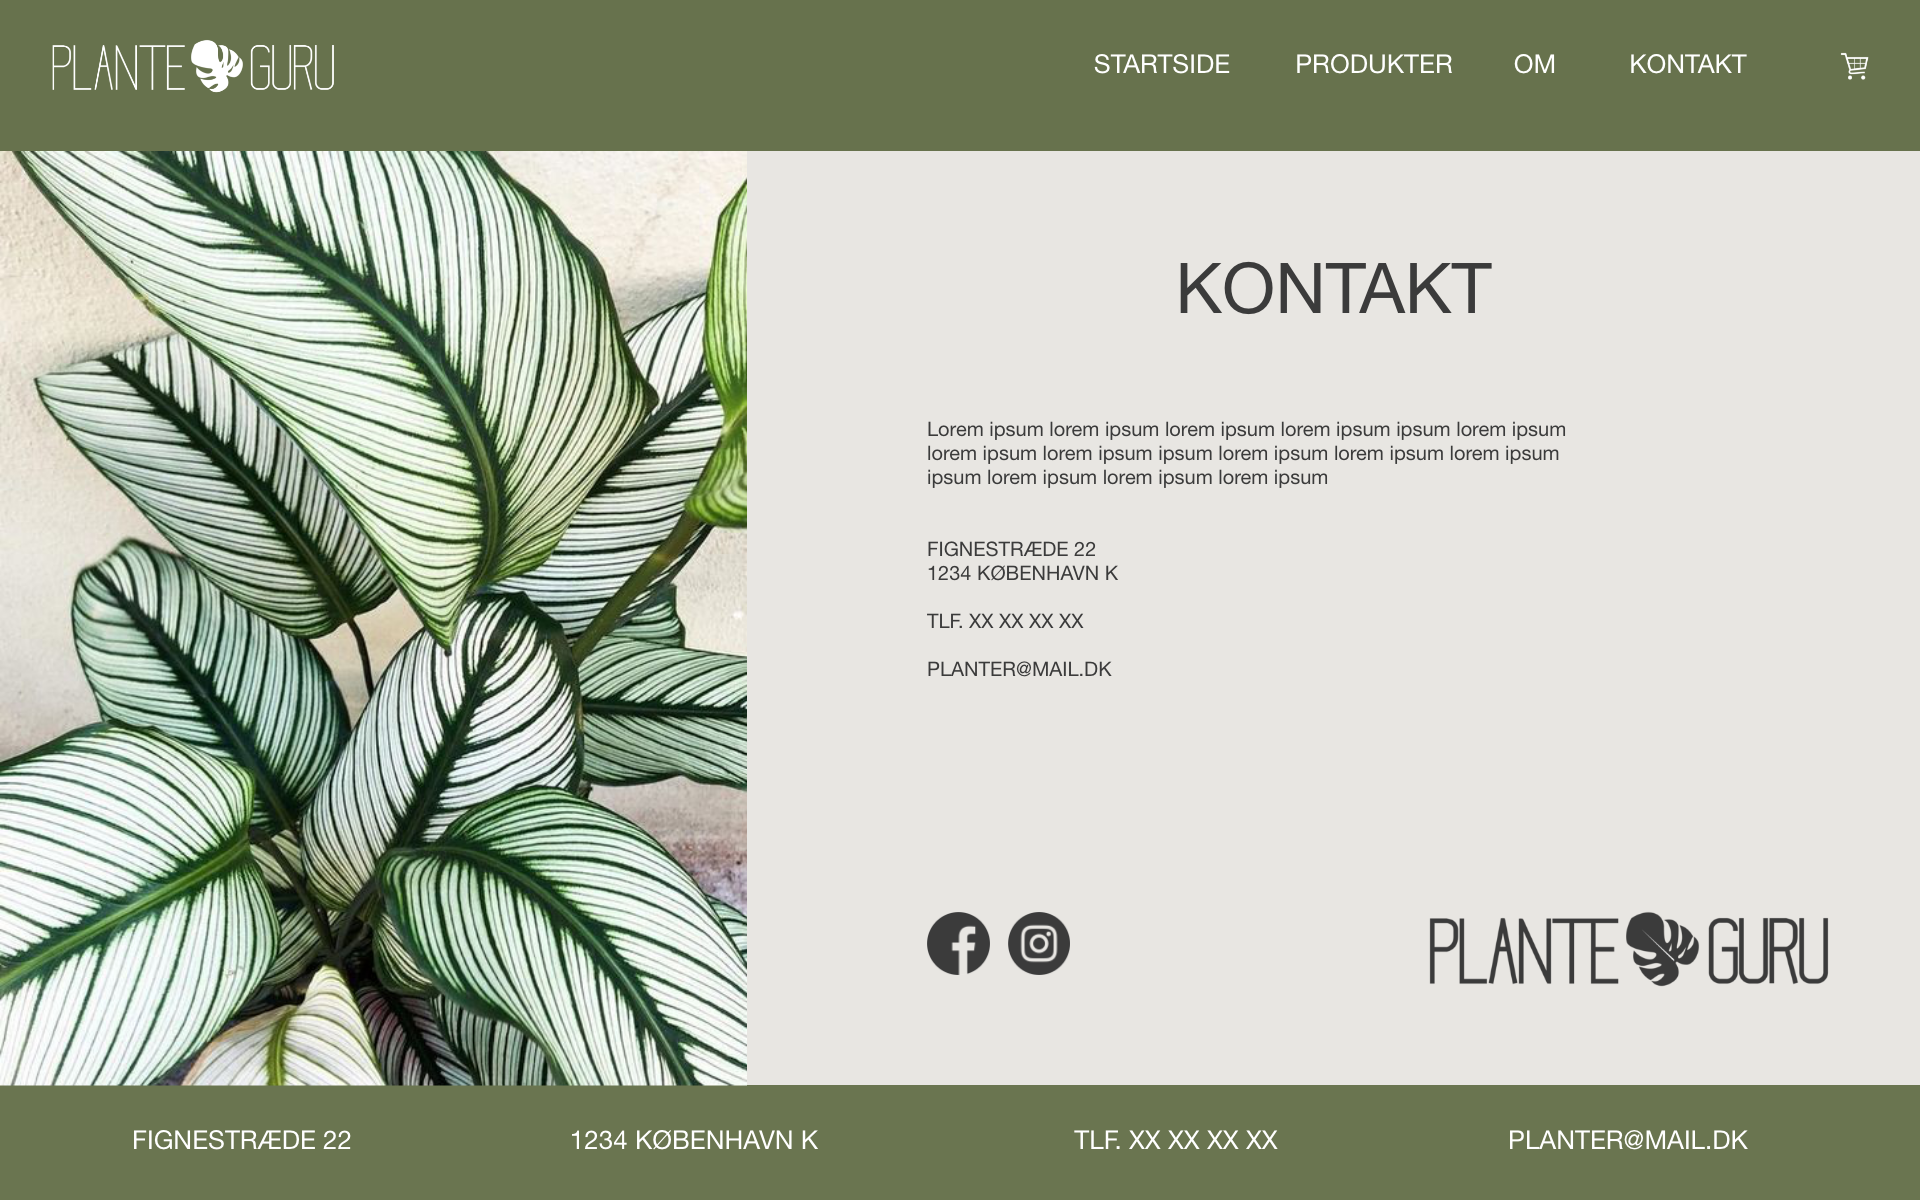 PLANTE GURU
STARTSIDE PRODUKTER OM KONTAKT
KONTAKT
Lorem ipsum lorem ipsum lorem ipsum lorem ipsum ipsum lorem ipsum
lorem ipsum lorem ipsum ipsum lorem ipsum lorem ipsum lorem ipsum
ipsum lorem ipsum lorem ipsum lorem ipsum
FIGNESTRÆDE 22
1234 KØBENHAVN K
TLF. XX XX XX XX
PLANTER@MAIL.DK
PLANTE GURU
FIGNESTRÆDE 22 1234 KØBENHAVN K TLF. XX XX XX XX PLANTER@MAIL.DK